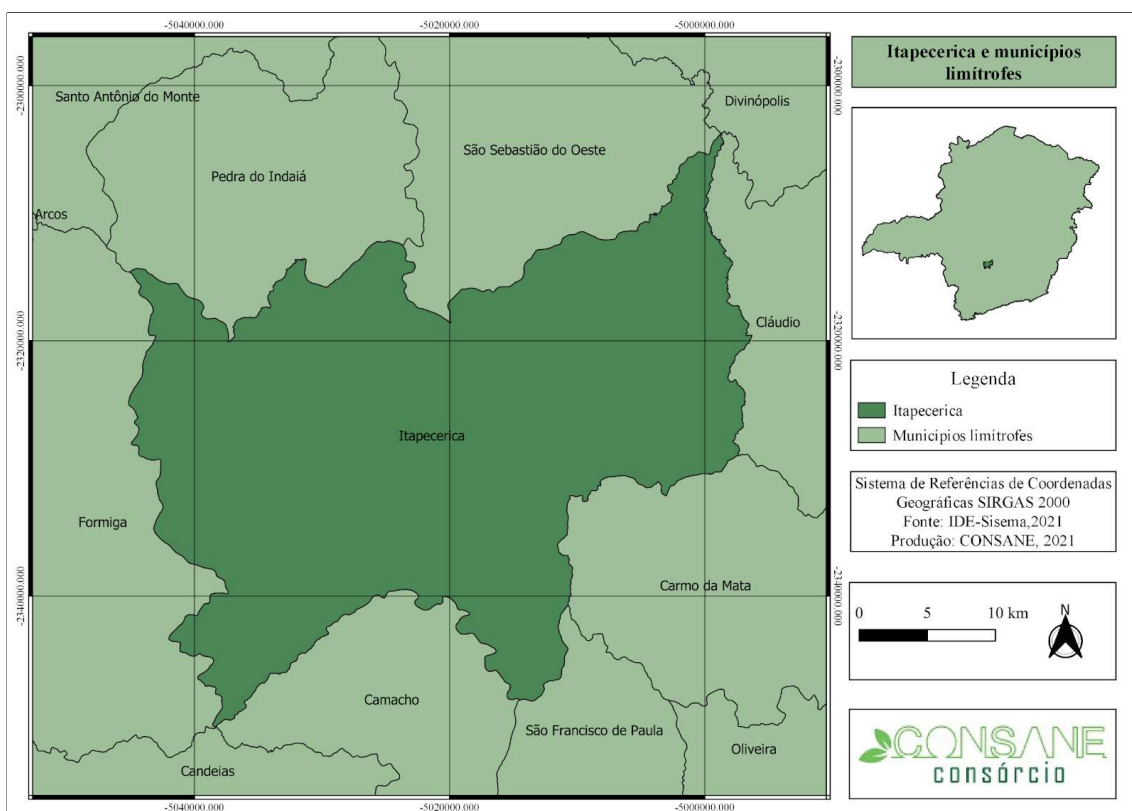 -5040000.000
-5020000.000
-5000000.000
-2300000.000
-2300000.000
Santo Antônio do Monte
Divinópolis
São Sebastião do Oeste
Pedra do Indaiá
Arcos
Cláudio
-2320000.000
-2320000.000
Itapecerica
Formiga
Carmo da Mata
-2340000.000
-2340000.000
Camacho
São Francisco de Paula
Oliveira
Candeias
-5040000.000
-5020000.000
-5000000.000
Itapecerica e municípios
limítrofes
Legenda
Itapecerica
Municípios limítrofes
Sistema de Referências de Coordenadas
Geográficas SIRGAS 2000
Fonte: IDE-Sisema,2021
Produção: CONSANE, 2021
0 5 10 km
N
CONSANE
consórcio